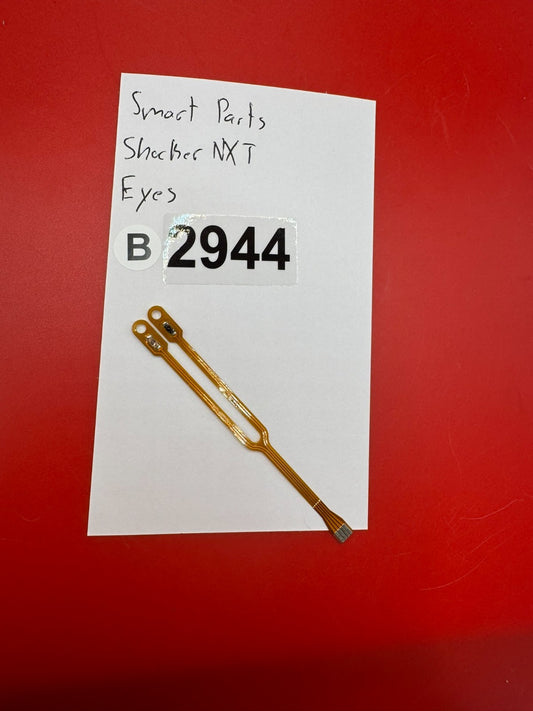 Smart Parts
Shocker NXT
Eyes
B 2944